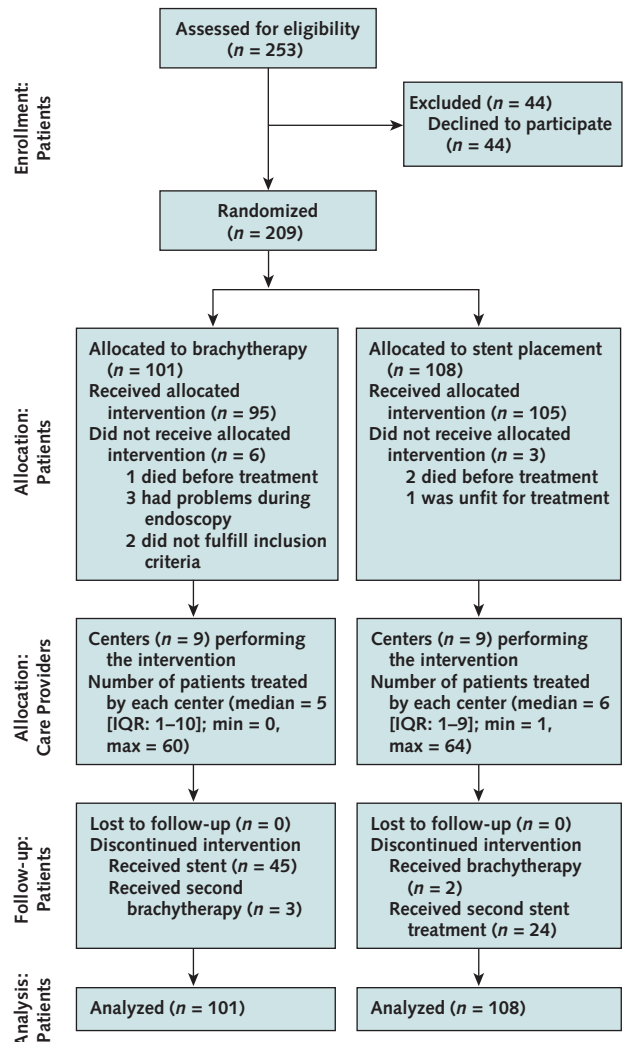 Assessed for eligibility
(n = 253)
Enrollment:
Patients
Excluded (n = 44)
Declined to participate
(n = 44)
Randomized
(n = 209)
Allocation:
Patients
Allocated to brachytherapy
(n = 101)
Received allocated
intervention (n = 95)
Did not receive allocated
intervention (n = 6)
1 died before treatment
3 had problems during
endoscopy
2 did not fulfill inclusion
criteria
Allocated to stent placement
(n = 108)
Received allocated
intervention (n = 105)
Did not receive allocated
intervention (n = 3)
2 died before treatment
1 was unfit for treatment
Allocation:
Care Providers
Centers (n = 9) performing
the intervention
Number of patients treated
by each center (median = 5
[IQR: 1–10]; min = 0,
max = 60)
Centers (n = 9) performing
the intervention
Number of patients treated
by each center (median = 6
[IQR: 1–9]; min = 1,
max = 64)
Follow-up:
Patients
Lost to follow-up (n = 0)
Discontinued intervention
Received stent (n = 45)
Received second
brachytherapy (n = 3)
Lost to follow-up (n = 0)
Discontinued intervention
Received brachytherapy
(n = 2)
Received second stent
treatment (n = 24)
Analysis:
Patients
Analyzed (n = 101)
Analyzed (n = 108)